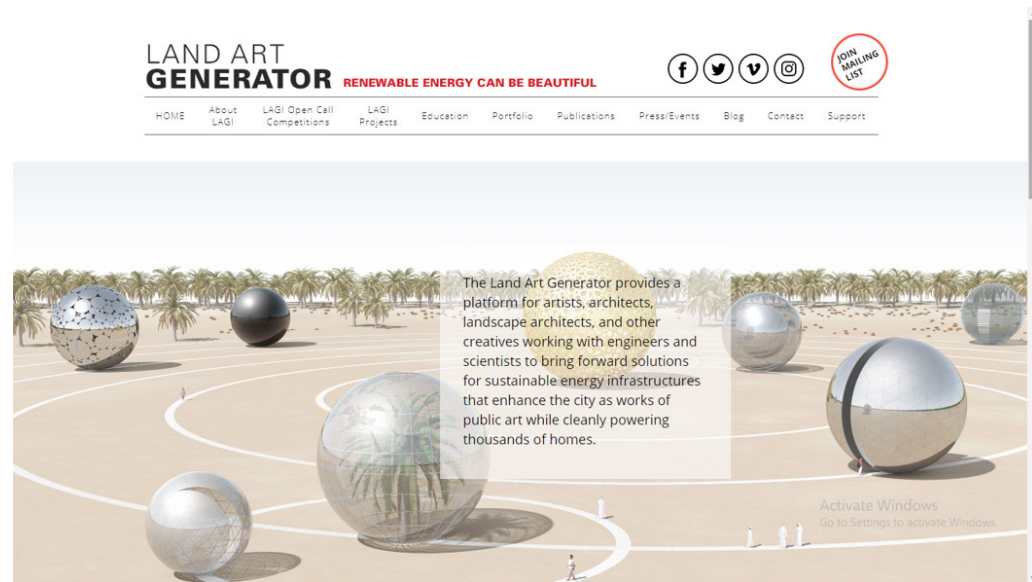 LAND ART
GENERATOR RENEWABLE ENERGY CAN BE BEAUTIFUL
JOIN
MAILING
LIST
HOME
About
LAGI
LAGI Open Call
Competitions
LAGI
Projects
Education
Portfolio
Publications
Press/Events
Blog
Contact
Support
The Land Art Generator provides a
platform for artists, architects,
landscape architects, and other
creatives working with engineers and
scientists to bring forward solutions
for sustainable energy infrastructures
that enhance the city as works of
public art while cleanly powering
thousands of homes.
Activate Windows
Go to Settings to activate Windows.